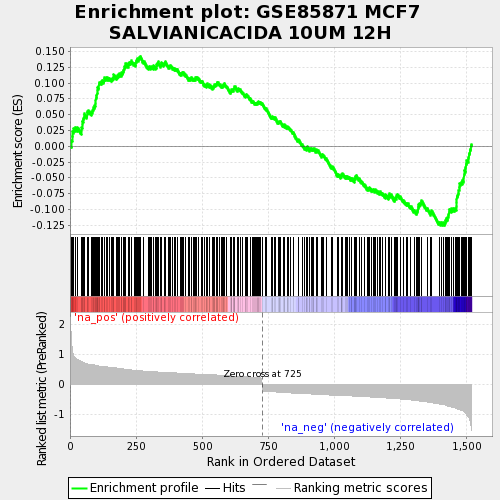 Enrichment plot: GSE85871 MCF7
SALVIANICACIDA 10UM 12H
Enrichment score (ES)
0.150
0.125
0.100
0.075
0.050
0.025
0.000
-0.025
-0.050
-0.075
-0.100
-0.125
'na_pos' (positively correlated)
Ranked list metric (PreRanked)
2
1
0
-1
Zero cross at 725
'na_neg' (negatively correlated)
0
250
500
750
1,000
1,250
1,500
Rank in Ordered Dataset
Enrichment profile
Hits
Ranking metric scores